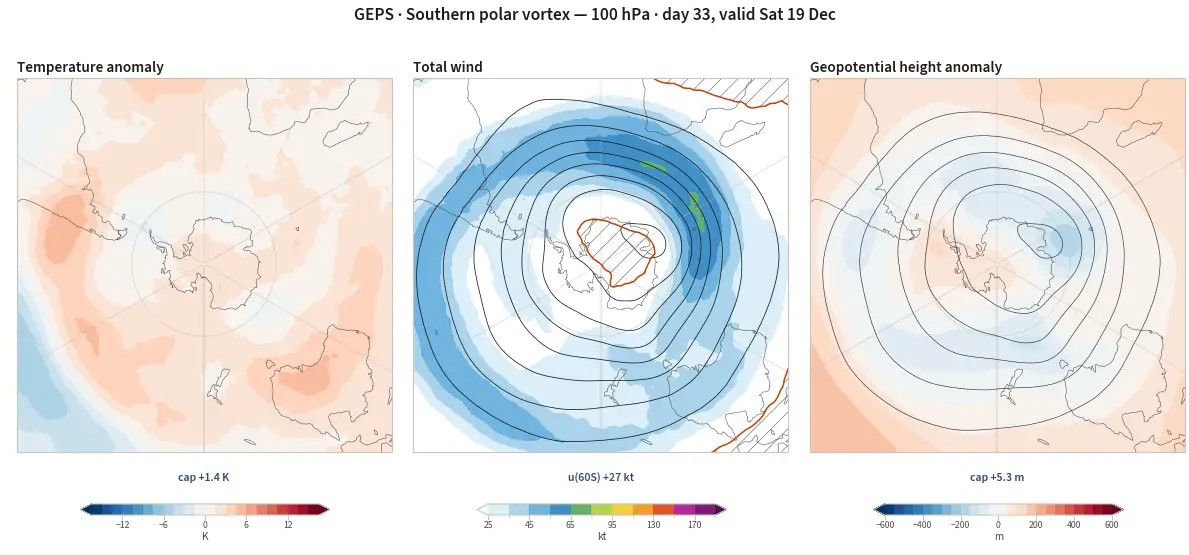 GEPS · Southern polar vortex — 100 hPa · day 33, valid Sat 19 Dec
Temperature anomaly
Total wind
Geopotential height anomaly
cap +1.4 K
u(60S) +27 kt
cap +5.3 m
−12 −6 0 6 12
K
25 45 65 95 130 170
kt
−600 −400 −200 0 200 400 600
m